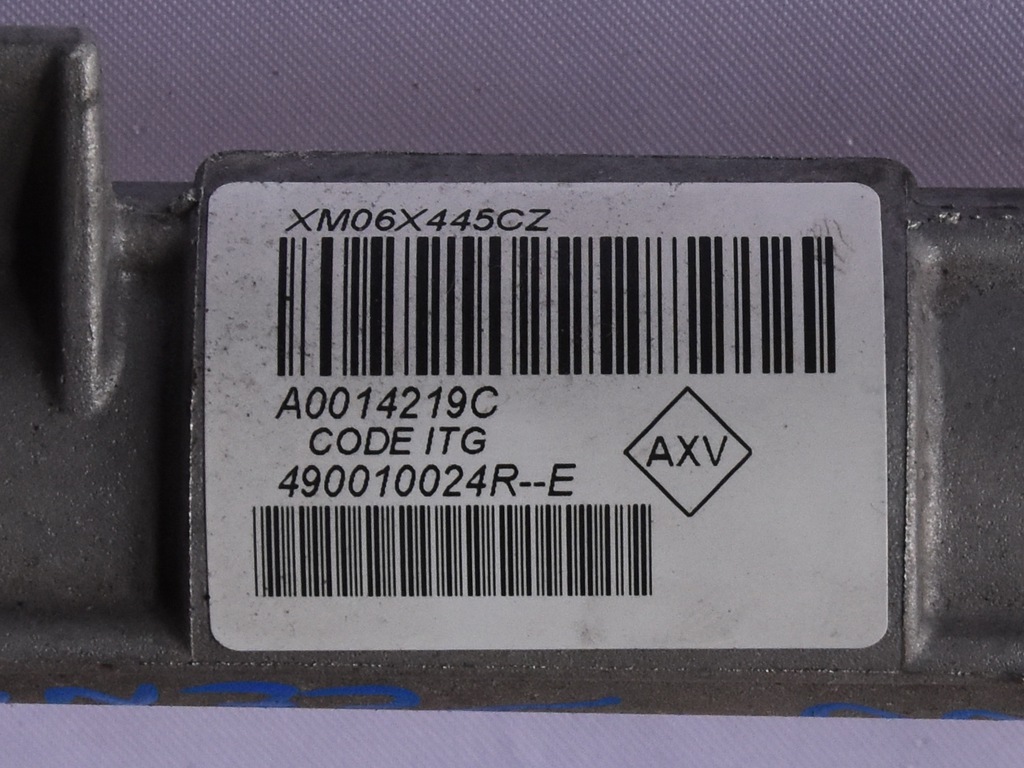 XM06X445CZ
A0014219C
CODE ITG
490010024R--E
AXV